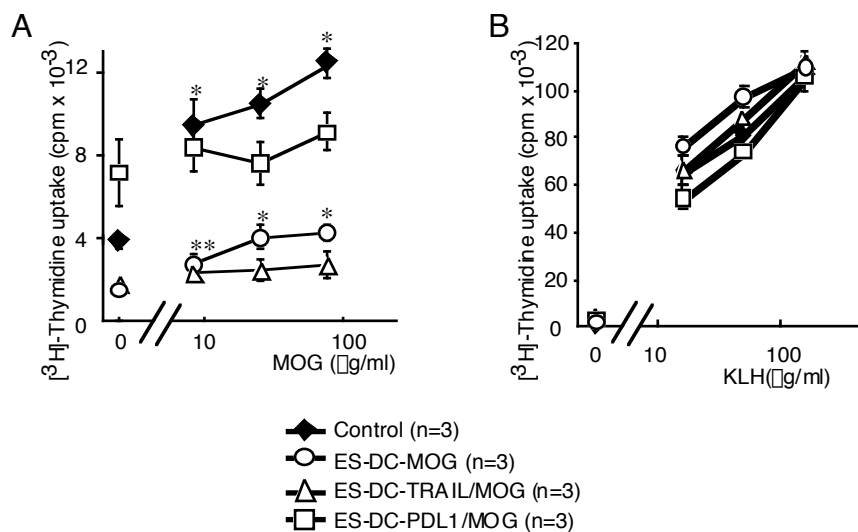 A
[³H]-Thymidine uptake (cpm x 10⁻³)
12
8
4
0
*
*
*
**
*
*
0
10
100
MOG (□g/ml)
B
[³H]-Thymidine uptake (cpm x 10⁻³)
120
100
80
60
40
20
0
0
10
100
KLH(□g/ml)
Control (n=3)
ES-DC-MOG (n=3)
ES-DC-TRAIL/MOG (n=3)
ES-DC-PDL1/MOG (n=3)